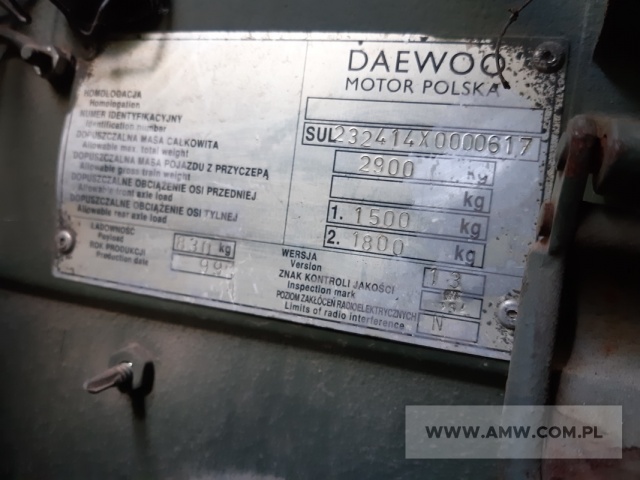 DAEWOO
MOTOR POLSKA
HOMOLOGACJA
Homologation
NUMER IDENTYFIKACYJNY
Identification number
SUL232414X0000617
DOPUSZCZALNA MASA CAŁKOWITA
Allowable max. total weight
2900 kg
DOPUSZCZALNA MASA POJAZDU Z PRZYCZEPĄ
Allowable gross train weight
kg
DOPUSZCZALNE OBCIĄŻENIE OSI PRZEDNIEJ
Allowable front axle load
1. 1500 kg
DOPUSZCZALNE OBCIĄŻENIE OSI TYLNEJ
Allowable rear axle load
2. 1800 kg
ŁADOWNOŚĆ
Payload
830 kg
ROK PRODUKCJI
Production date
99
WERSJA
Version
13
ZNAK KONTROLI JAKOŚCI
Inspection mark
POZIOM ZAKŁÓCEŃ RADIOELEKTRYCZNYCH
Limits of radio interference
N
WWW.AMW.COM.PL